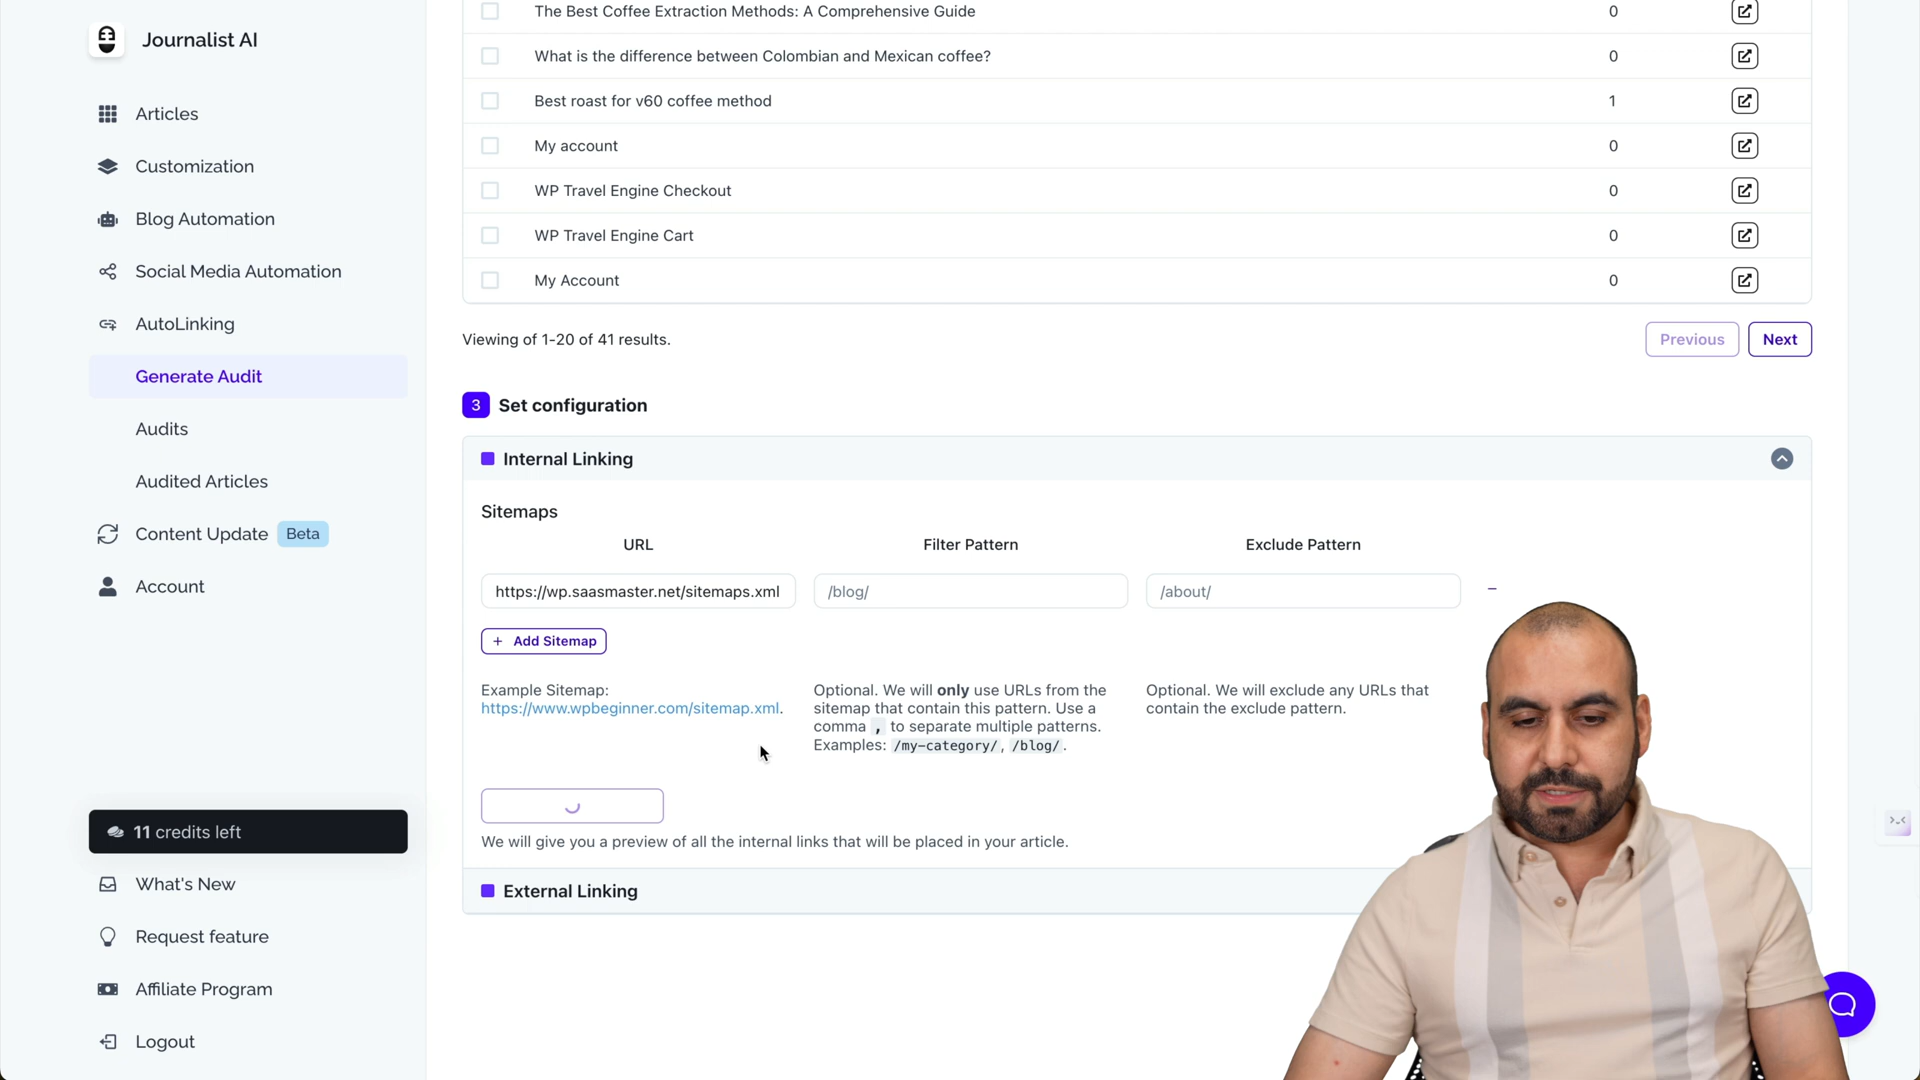 Journalist AI
Articles
Customization
Blog Automation
Social Media Automation
AutoLinking
Generate Audit
Audits
Audited Articles
Content Update Beta
Account
11 credits left
What's New
Request feature
Affiliate Program
Logout
The Best Coffee Extraction Methods: A Comprehensive Guide 0
What is the difference between Colombian and Mexican coffee? 0
Best roast for v60 coffee method 1
My account 0
WP Travel Engine Checkout 0
WP Travel Engine Cart 0
My Account 0
Viewing of 1-20 of 41 results.
Previous Next
3 Set configuration
Internal Linking
Sitemaps
URL Filter Pattern Exclude Pattern
https://wp.saasmaster.net/sitemaps.xml /blog/ /about/ −
+ Add Sitemap
Example Sitemap:
https://www.wpbeginner.com/sitemap.xml.
Optional. We will only use URLs from the
sitemap that contain this pattern. Use a
comma , to separate multiple patterns.
Examples: /my-category/, /blog/.
Optional. We will exclude any URLs that
contain the exclude pattern.
We will give you a preview of all the internal links that will be placed in your article.
External Linking